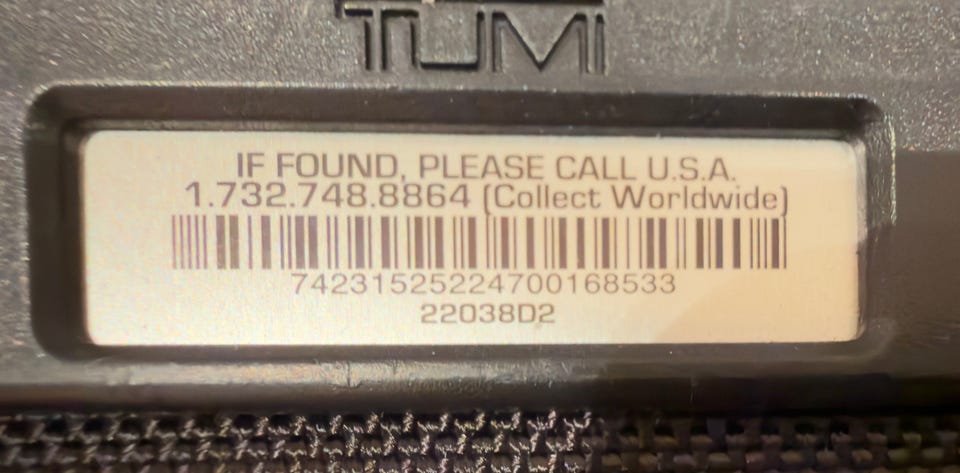 TUMI
IF FOUND, PLEASE CALL U.S.A.
1.732.748.8864 (Collect Worldwide)
74231525224700168533
22038D2